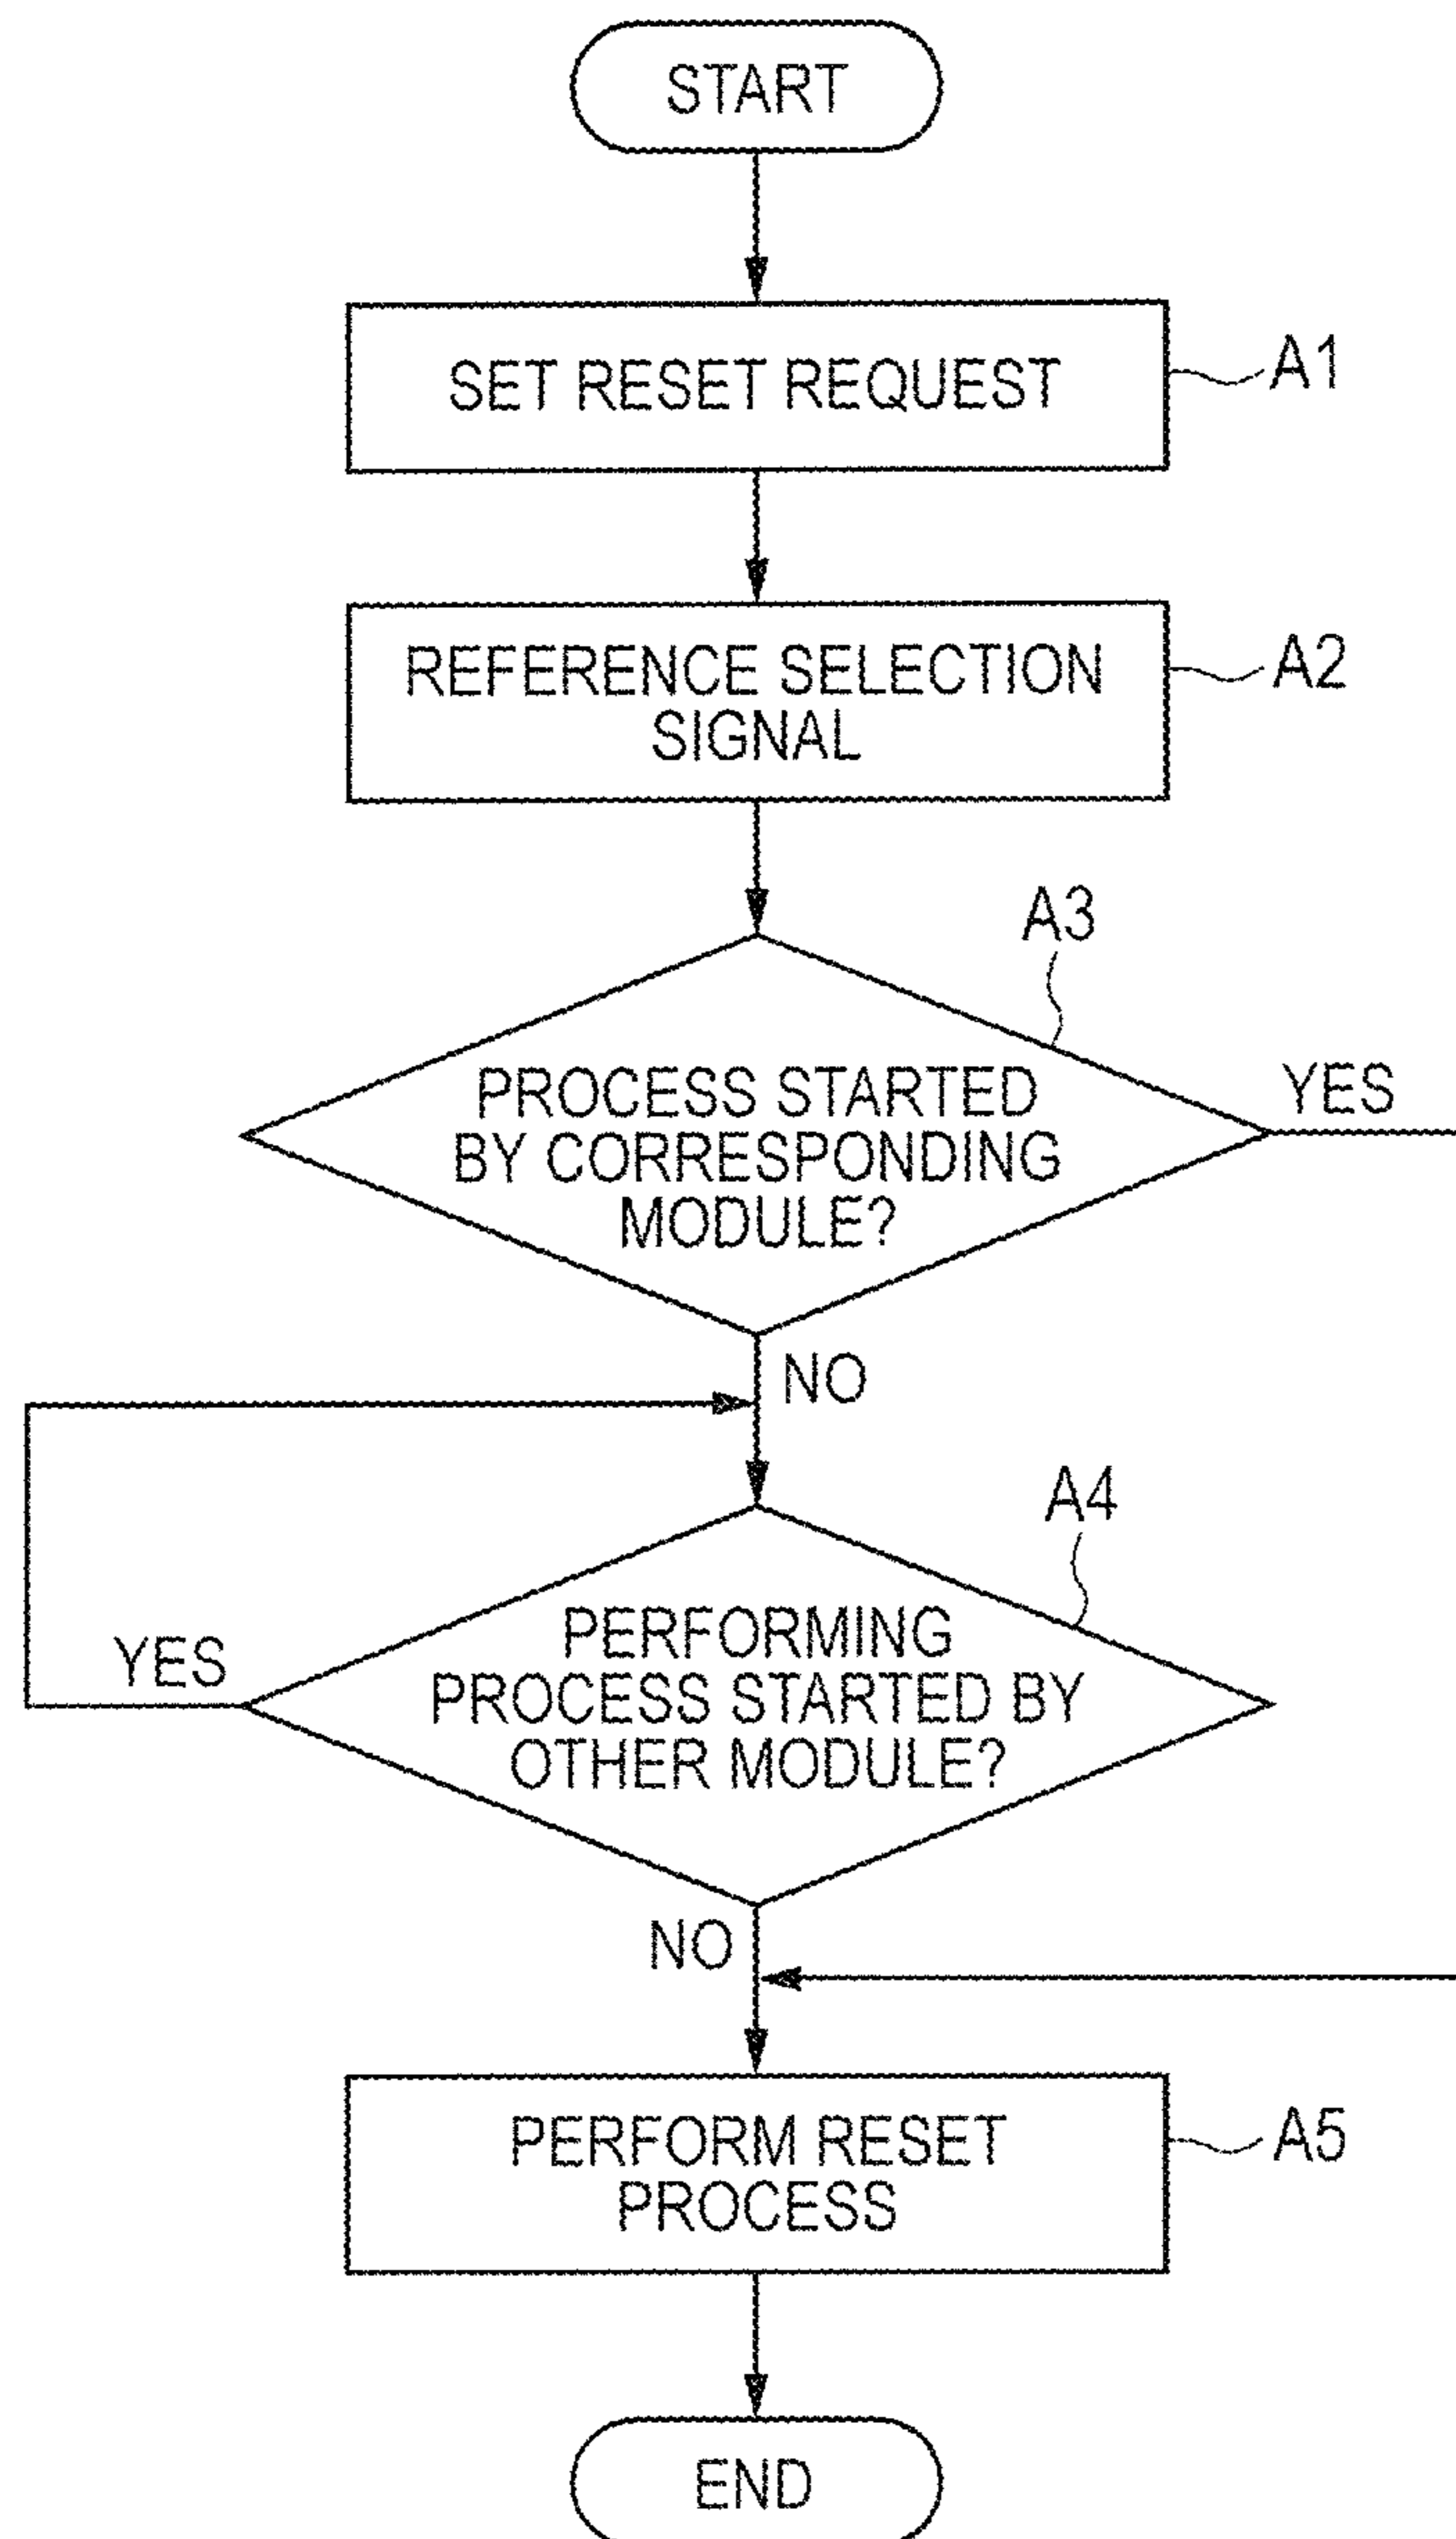 START
SET RESET REQUEST
A1
REFERENCE SELECTION
SIGNAL
A2
A3
PROCESS STARTED
BY CORRESPONDING
MODULE?
YES
NO
A4
PERFORMING
PROCESS STARTED BY
OTHER MODULE?
YES
NO
PERFORM RESET
PROCESS
A5
END